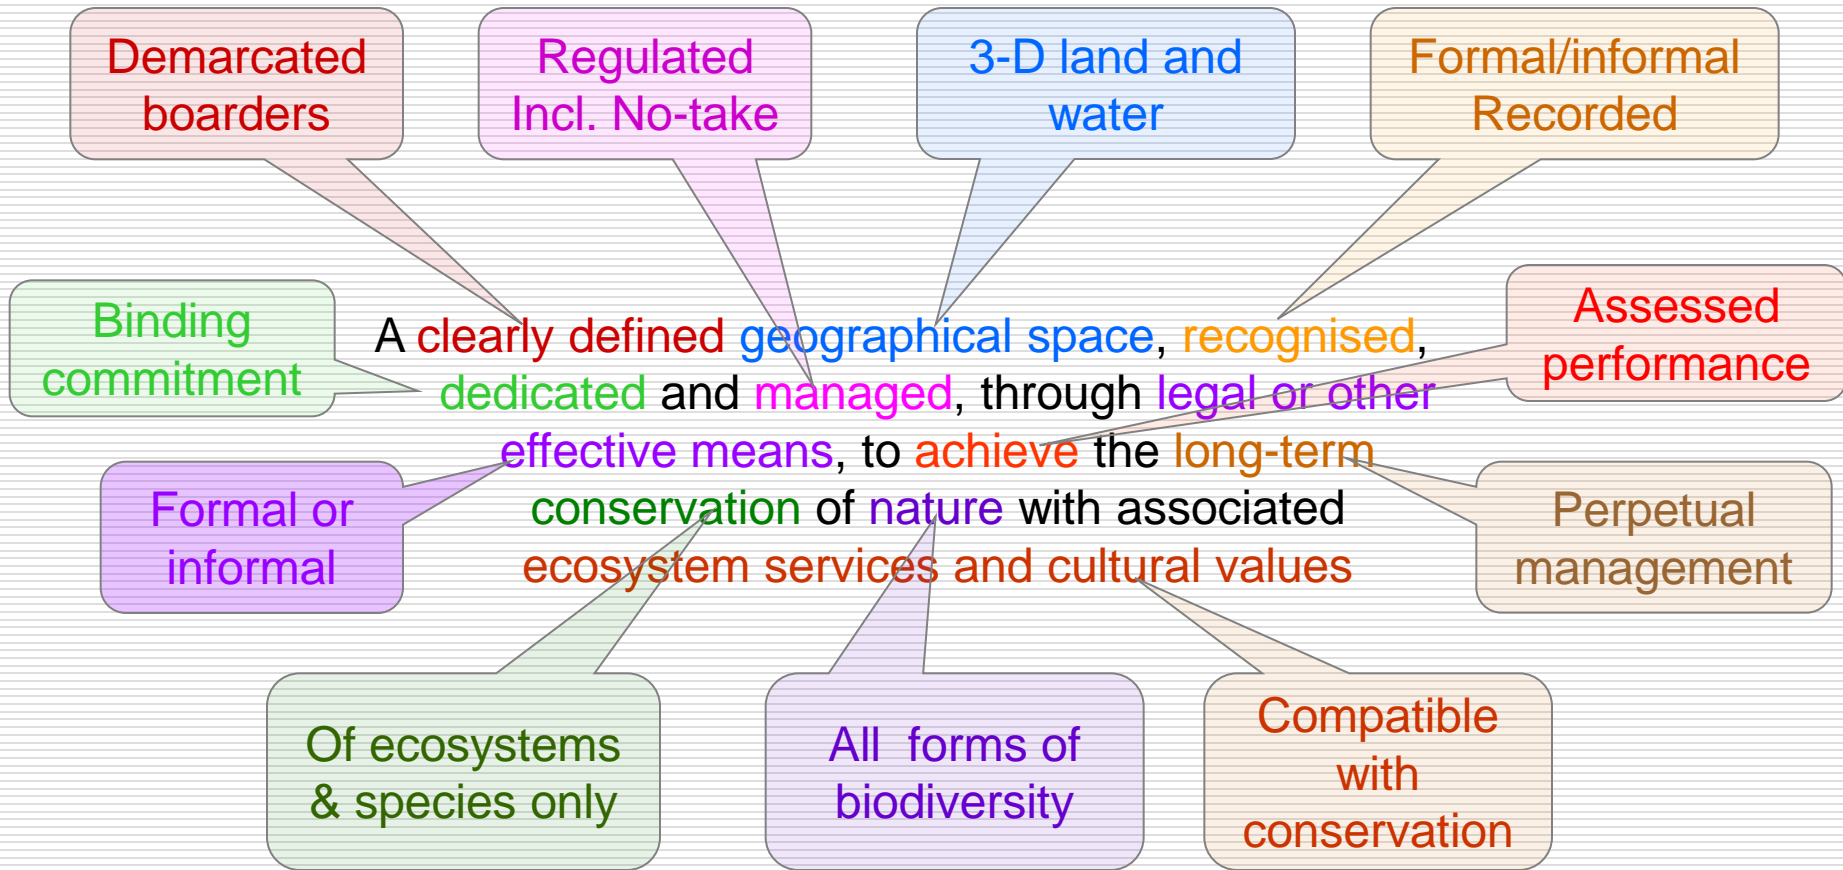 Demarcated
boarders
Regulated
Incl. No-take
3-D land and
water
Formal/informal
Recorded
Binding
commitment
A clearly defined geographical space, recognised,
dedicated and managed, through legal or other
effective means, to achieve the long-term
conservation of nature with associated
ecosystem services and cultural values
Assessed
performance
Formal or
informal
Perpetual
management
Of ecosystems
& species only
All forms of
biodiversity
Compatible
with
conservation